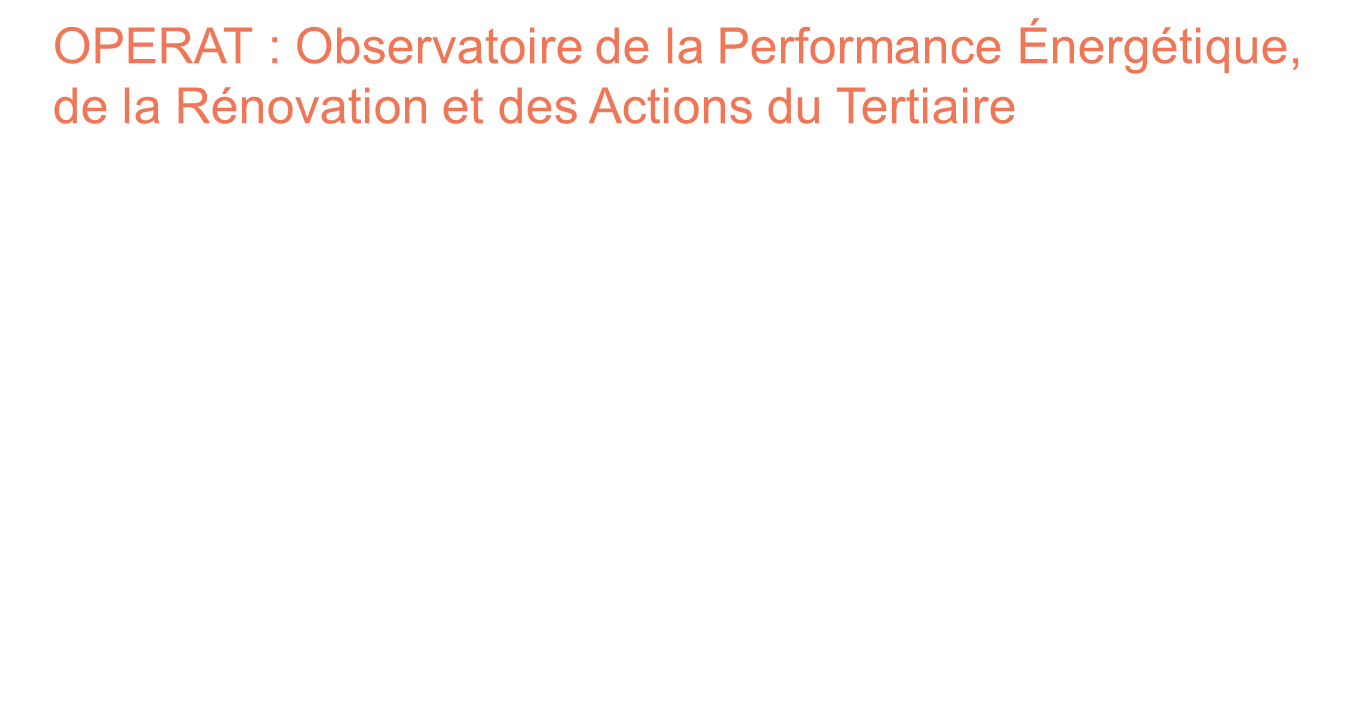 OPERAT : Observatoire de la Performance Énergétique,
de la Rénovation et des Actions du Tertiaire